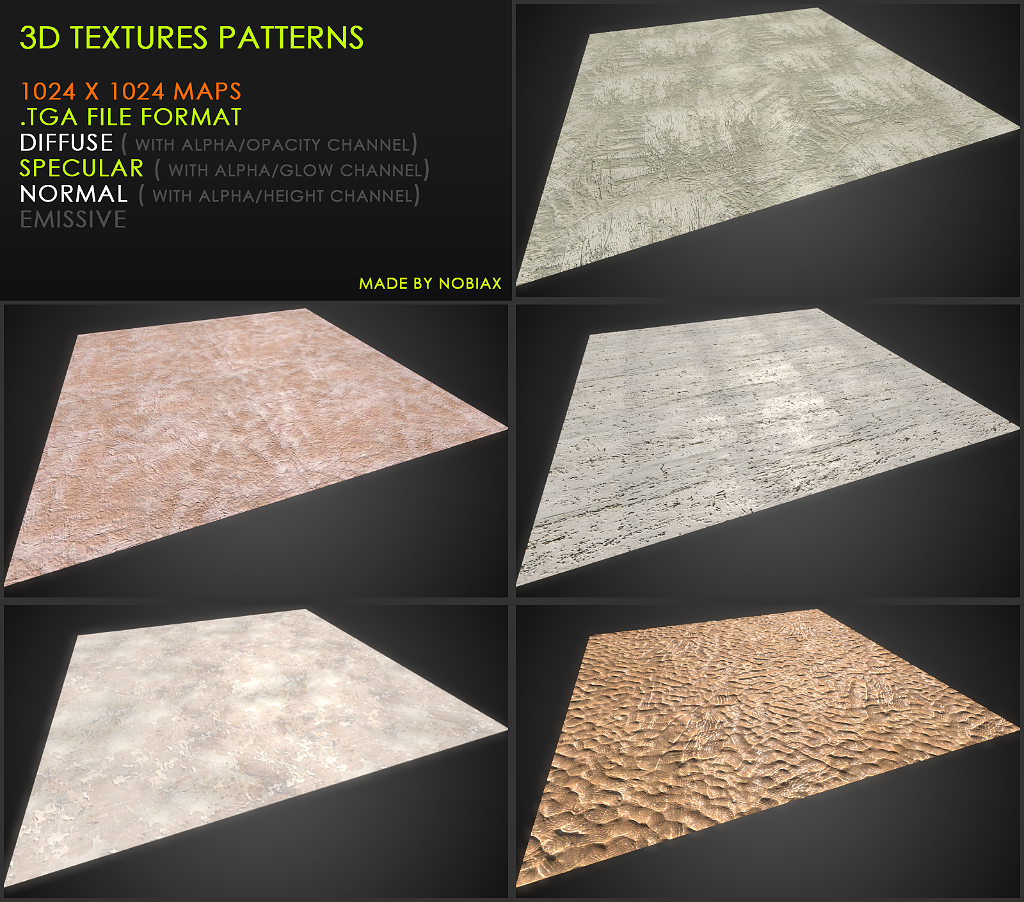 3D TEXTURES PATTERNS
1024 X 1024 MAPS
.TGA FILE FORMAT
DIFFUSE ( WITH ALPHA/OPACITY CHANNEL)
SPECULAR ( WITH ALPHA/GLOW CHANNEL)
NORMAL ( WITH ALPHA/HEIGHT CHANNEL)
EMISSIVE
MADE BY NOBIAX